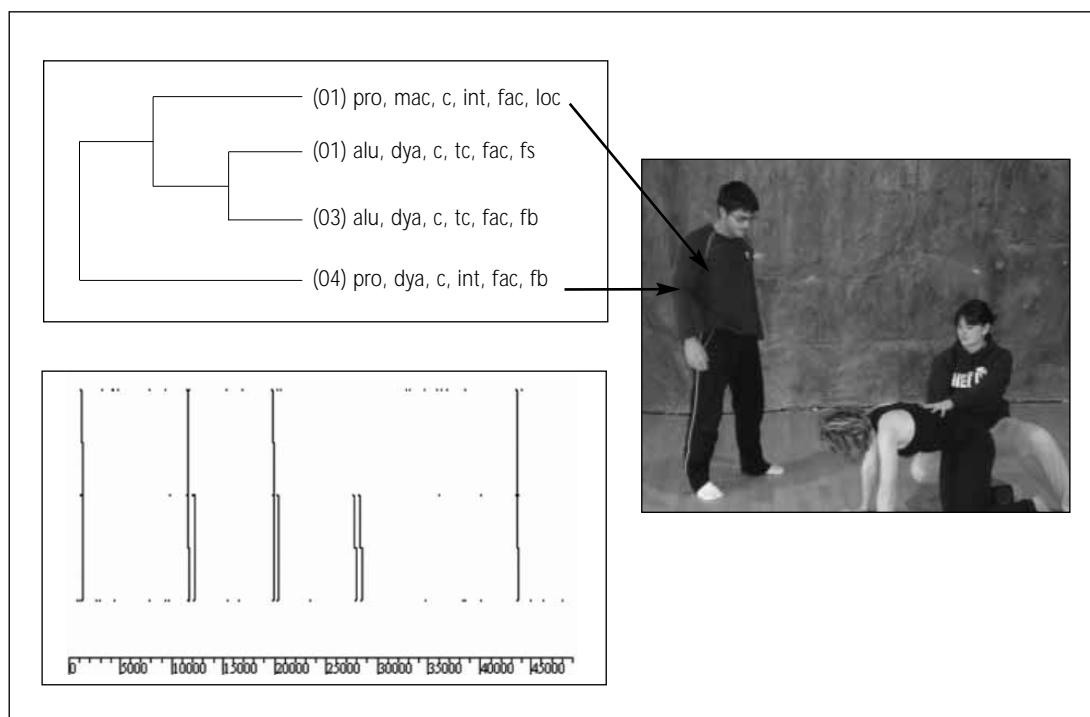 (01) pro, mac, c, int, fac, loc
(01) alu, dya, c, tc, fac, fs
(03) alu, dya, c, tc, fac, fb
(04) pro, dya, c, int, fac, fb
0 5000 10000 15000 20000 25000 30000 35000 40000 45000